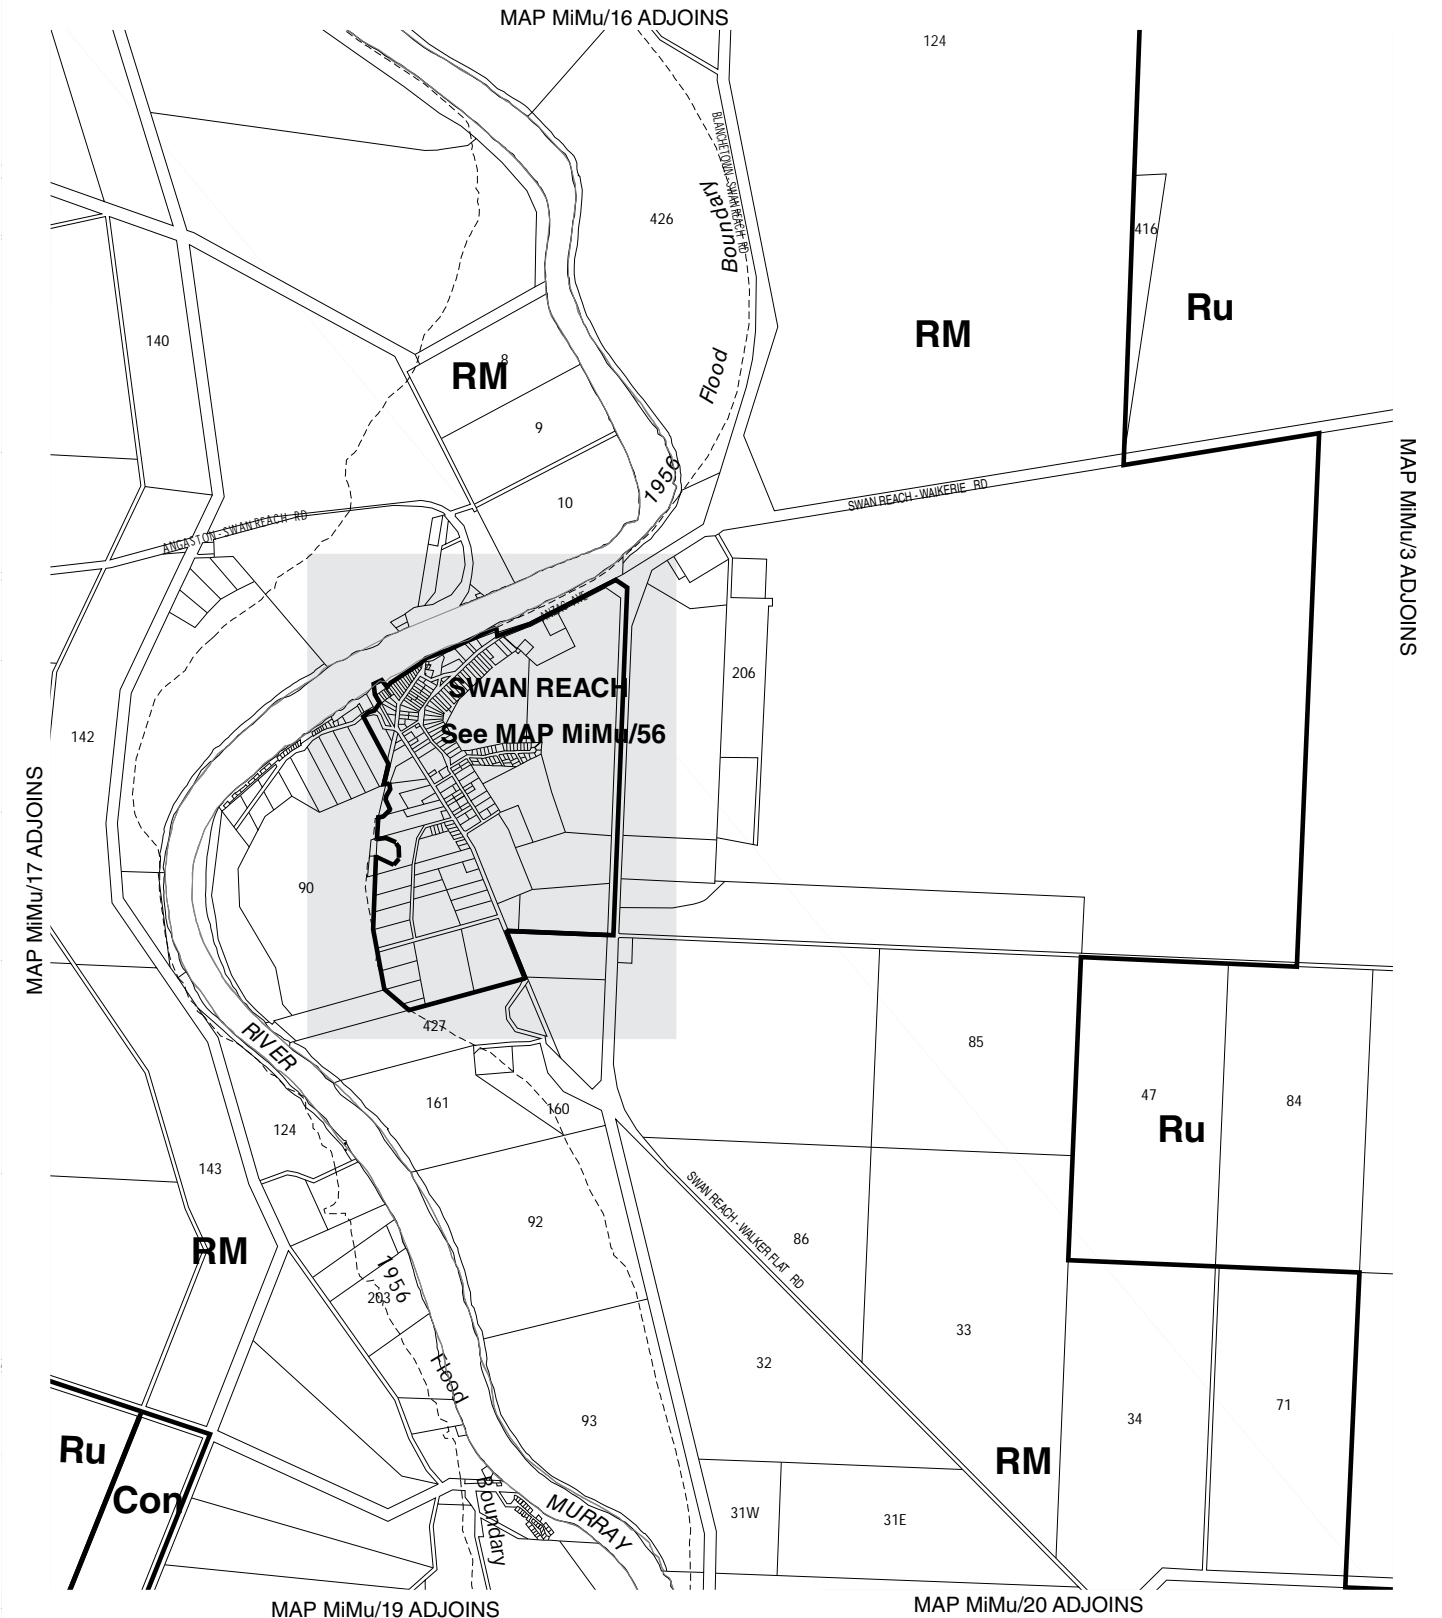 MAP MiMu/16 ADJOINS
124
BLANCHETOWN - SWAN REACH RD
Boundary
426
416
Ru
RM
140
Flood
8
RM
9
MAP MiMu/3 ADJOINS
1956
10
SWAN REACH - WAIKERIE RD
ANGASTON - SWAN REACH RD
ANZAC AVE
206
SWAN REACH
See MAP MiMu/56
142
MAP MiMu/17 ADJOINS
90
427
RIVER
85
47
84
161
160
124
Ru
143
SWAN REACH - WALKER FLAT RD
92
86
RM
1956
203
33
32
Flood
93
71
34
Ru
RM
Con
Boundary
MURRAY
31W
31E
MAP MiMu/19 ADJOINS
MAP MiMu/20 ADJOINS